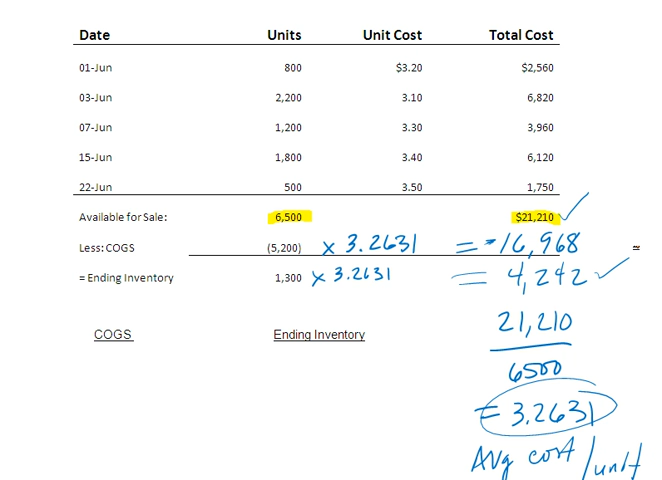 Date Units Unit Cost Total Cost
01-Jun 800 $3.20 $2,560
03-Jun 2,200 3.10 6,820
07-Jun 1,200 3.30 3,960
15-Jun 1,800 3.40 6,120
22-Jun 500 3.50 1,750
Available for Sale: 6,500 $21,210 ✓
Less: COGS (5,200) x 3.2631 = -16,968 =
= Ending Inventory 1,300 x 3.2631 = 4,242 ✓
COGS Ending Inventory
21,210
6500
= 3.2631
Avg cost /unit